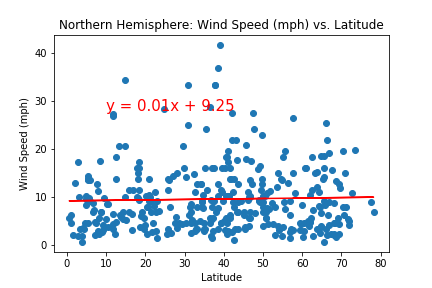 Northern Hemisphere: Wind Speed (mph) vs. Latitude
Wind Speed (mph)
40
30
20
10
0
y = 0.01x + 9.25
0 10 20 30 40 50 60 70 80
Latitude